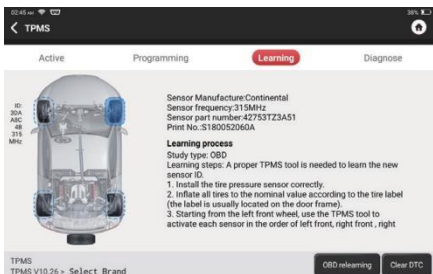 02:45 AM 38%
TPMS
Active Programming Learning Diagnose
ID:
3DA
A8C
4B
315
MHz
Sensor Manufacture:Continental
Sensor frequency:315MHz
Sensor part number:42753TZ3A51
Print No.:S180052060A
Learning process
Study type: OBD
Learning steps: A proper TPMS tool is needed to learn the new
sensor ID.
1. Install the tire pressure sensor correctly.
2. Inflate all tires to the nominal value according to the tire label
(the label is usually located on the door frame).
3. Starting from the left front wheel, use the TPMS tool to
activate each sensor in the order of left front, right front , right
TPMS
TPMS V10.26 > Select Brand
OBD relearning Clear DTC